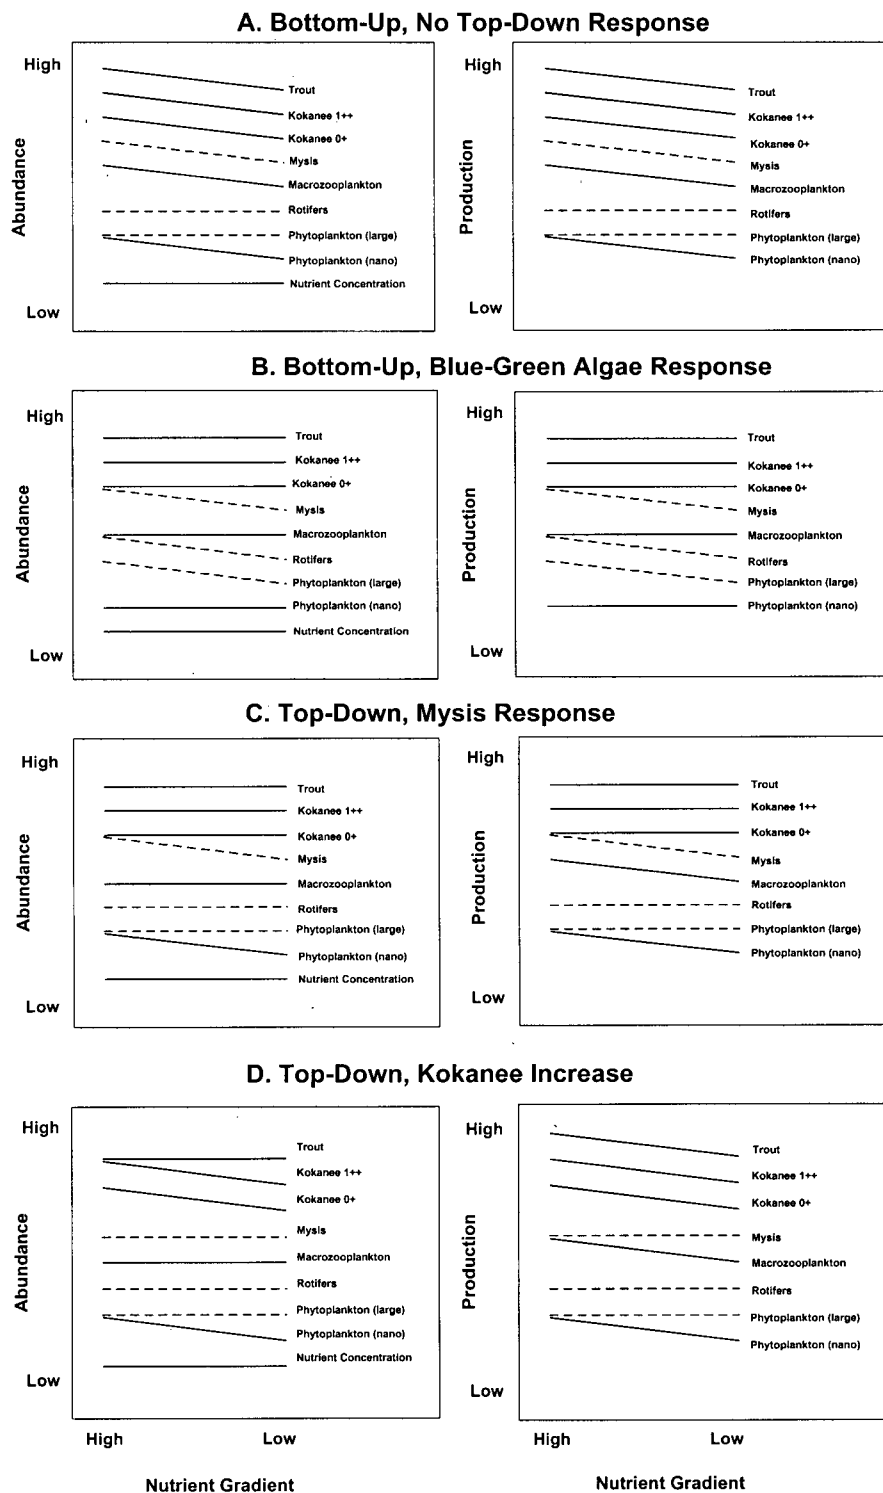 A. Bottom-Up, No Top-Down Response
High
Abundance
Low
Trout
Kokanee 1++
Kokanee 0+
Mysis
Macrozooplankton
Rotifers
Phytoplankton (large)
Phytoplankton (nano)
Nutrient Concentration
High
Production
Low
Trout
Kokanee 1++
Kokanee 0+
Mysis
Macrozooplankton
Rotifers
Phytoplankton (large)
Phytoplankton (nano)
B. Bottom-Up, Blue-Green Algae Response
High
Abundance
Low
Trout
Kokanee 1++
Kokanee 0+
Mysis
Macrozooplankton
Rotifers
Phytoplankton (large)
Phytoplankton (nano)
Nutrient Concentration
High
Production
Low
Trout
Kokanee 1++
Kokanee 0+
Mysis
Macrozooplankton
Rotifers
Phytoplankton (large)
Phytoplankton (nano)
C. Top-Down, Mysis Response
High
Abundance
Low
Trout
Kokanee 1++
Kokanee 0+
Mysis
Macrozooplankton
Rotifers
Phytoplankton (large)
Phytoplankton (nano)
Nutrient Concentration
High
Production
Low
Trout
Kokanee 1++
Kokanee 0+
Mysis
Macrozooplankton
Rotifers
Phytoplankton (large)
Phytoplankton (nano)
D. Top-Down, Kokanee Increase
High
Abundance
Low
Trout
Kokanee 1++
Kokanee 0+
Mysis
Macrozooplankton
Rotifers
Phytoplankton (large)
Phytoplankton (nano)
Nutrient Concentration
High Low
Nutrient Gradient
High
Production
Low
Trout
Kokanee 1++
Kokanee 0+
Mysis
Macrozooplankton
Rotifers
Phytoplankton (large)
Phytoplankton (nano)
High Low
Nutrient Gradient